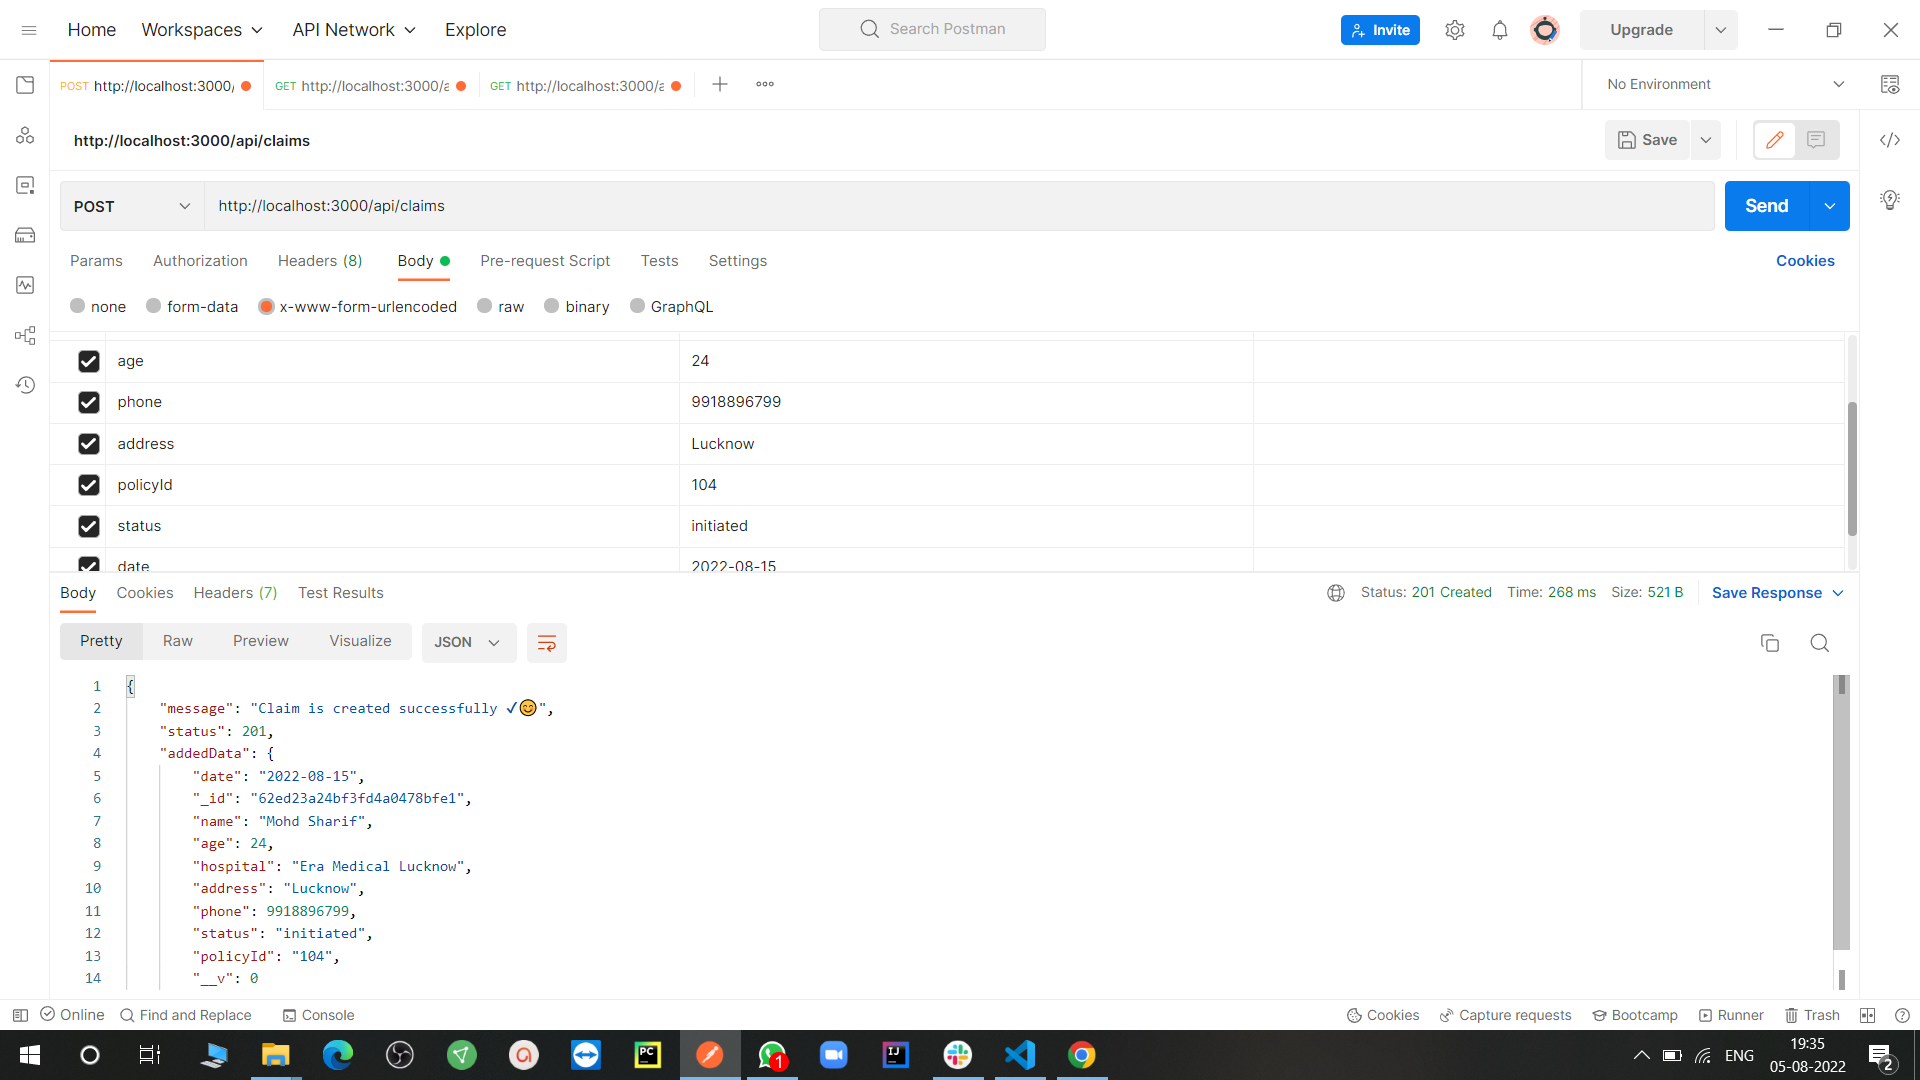 Home Workspaces API Network Explore Search Postman Invite Upgrade
POST http://localhost:3000/ GET http://localhost:3000/a GET http://localhost:3000/a No Environment
http://localhost:3000/api/claims Save
POST http://localhost:3000/api/claims Send
Params Authorization Headers (8) Body Pre-request Script Tests Settings Cookies
none form-data x-www-form-urlencoded raw binary GraphQL
age 24
phone 9918896799
address Lucknow
policyId 104
status initiated
date 2022-08-15
Body Cookies Headers (7) Test Results Status: 201 Created Time: 268 ms Size: 521 B Save Response
Pretty Raw Preview Visualize JSON
1 {
2 "message": "Claim is created successfully ✓😊",
3 "status": 201,
4 "addedData": {
5 "date": "2022-08-15",
6 "_id": "62ed23a24bf3fd4a0478bfe1",
7 "name": "Mohd Sharif",
8 "age": 24,
9 "hospital": "Era Medical Lucknow",
10 "address": "Lucknow",
11 "phone": 9918896799,
12 "status": "initiated",
13 "policyId": "104",
14 "__v": 0
Online Find and Replace Console Cookies Capture requests Bootcamp Runner Trash
PC 1 IJ ENG 19:35
05-08-2022 2